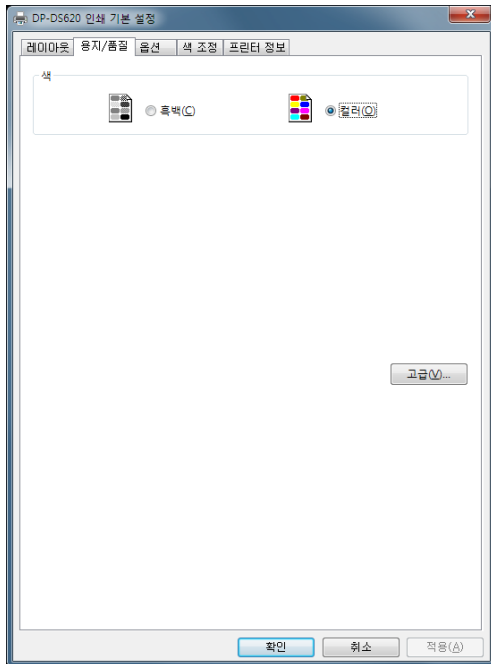 DP-DS620 인쇄 기본 설정
레이아웃 용지/품질 옵션 색 조정 프린터 정보
색
흑백(C) 컬러(O)
고급(V)...
확인 취소 적용(A)